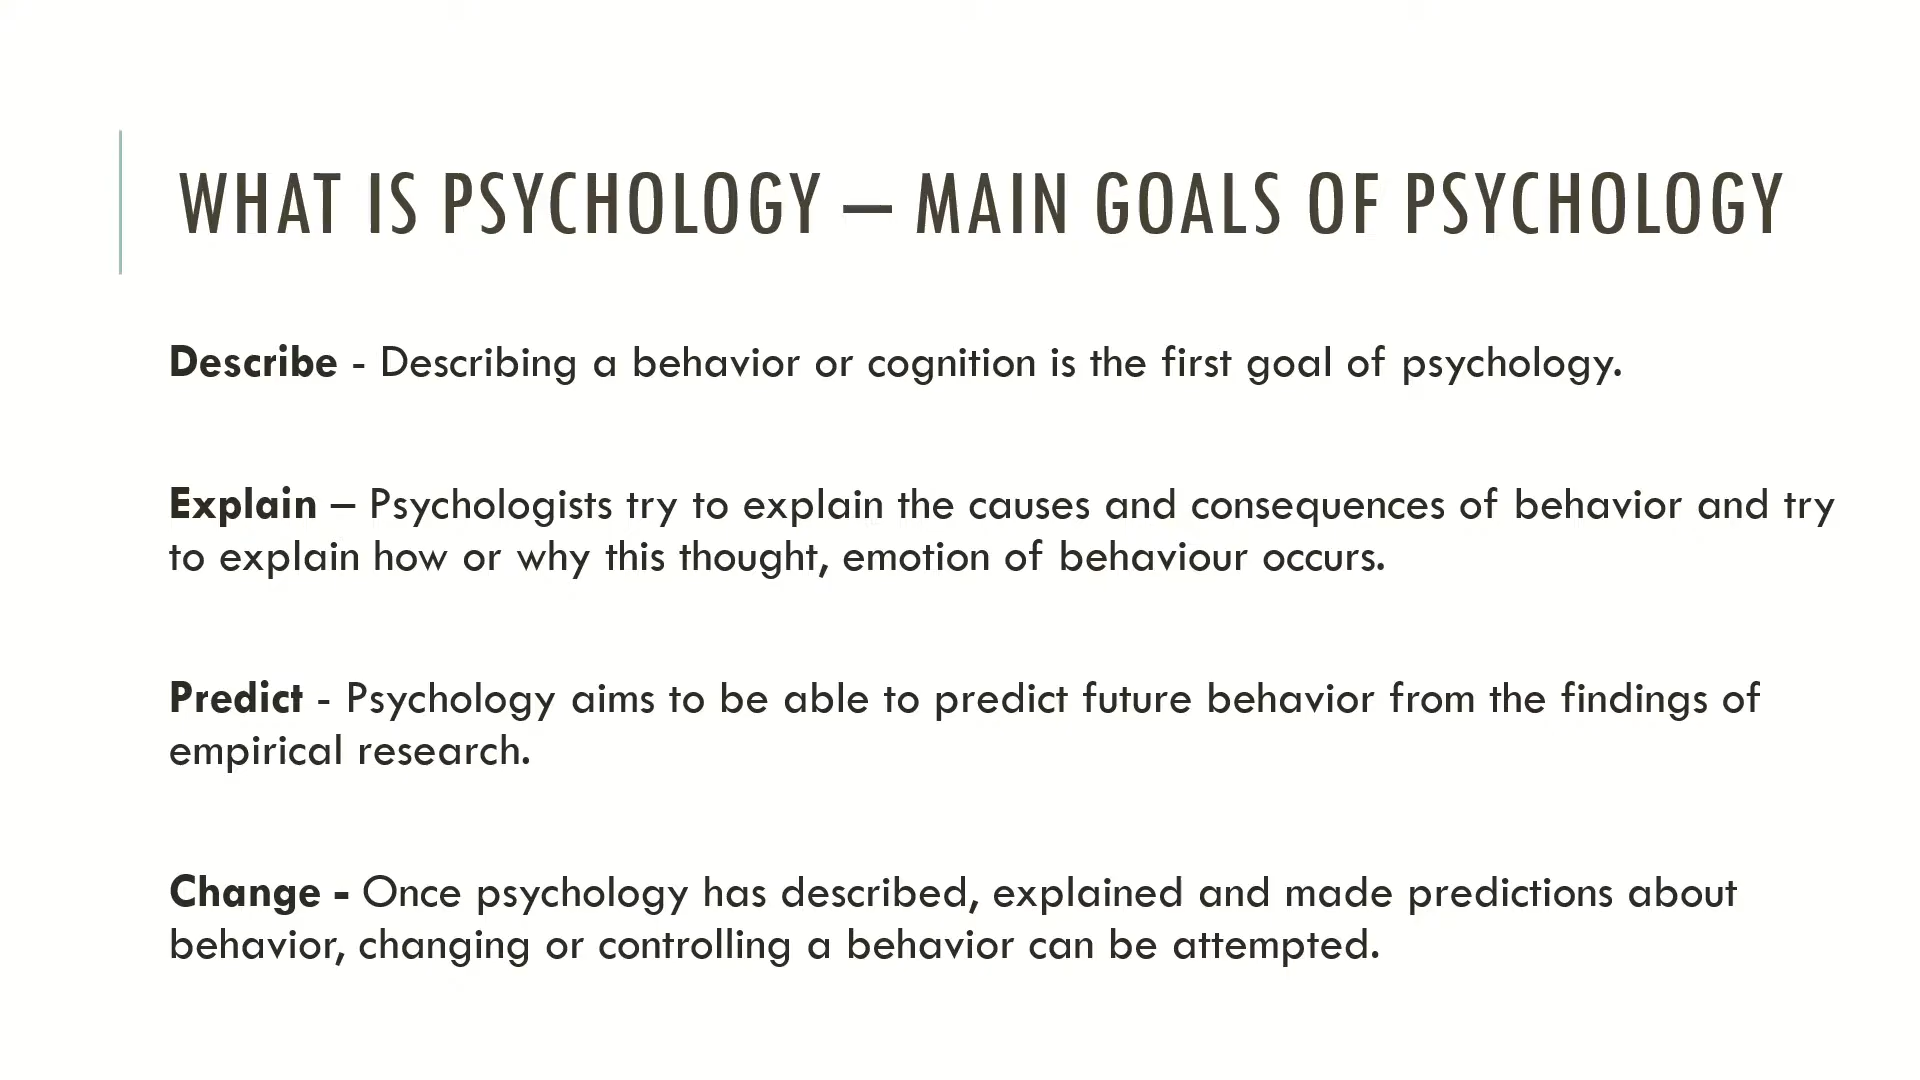 WHAT IS PSYCHOLOGY – MAIN GOALS OF PSYCHOLOGY
Describe - Describing a behavior or cognition is the first goal of psychology.
Explain – Psychologists try to explain the causes and consequences of behavior and try
to explain how or why this thought, emotion of behaviour occurs.
Predict - Psychology aims to be able to predict future behavior from the findings of
empirical research.
Change - Once psychology has described, explained and made predictions about
behavior, changing or controlling a behavior can be attempted.